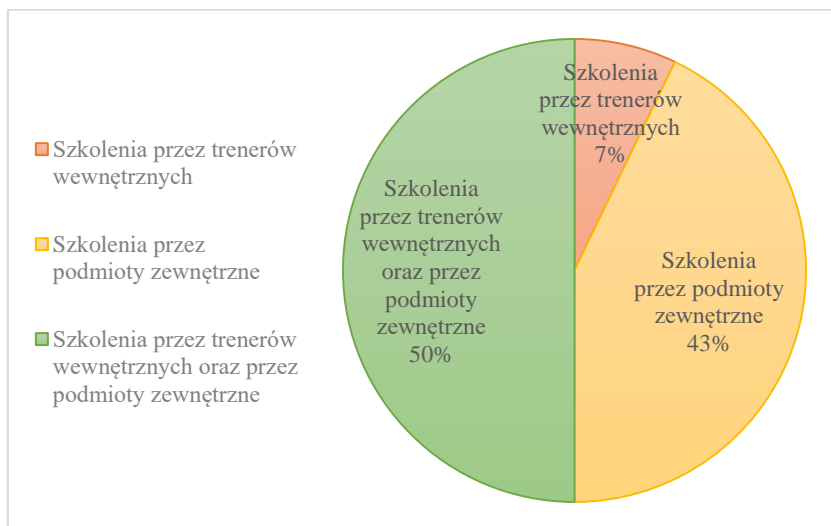 Szkolenia przez trenerów
wewnętrznych
Szkolenia przez
podmioty zewnętrzne
Szkolenia przez trenerów
wewnętrznych oraz przez
podmioty zewnętrzne
Szkolenia
przez trenerów
wewnętrznych
7%
Szkolenia
przez podmioty
zewnętrzne
43%
Szkolenia
przez trenerów
wewnętrznych
oraz przez
podmioty
zewnętrzne
50%